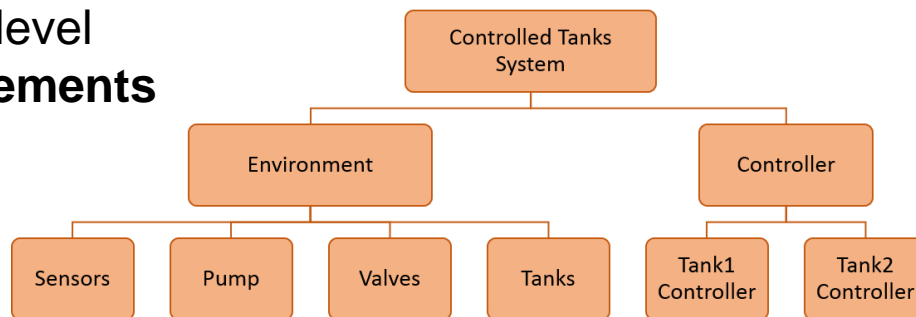 level
ements
Controlled Tanks
System
Environment
Controller
Sensors
Pump
Valves
Tanks
Tank1
Controller
Tank2
Controller